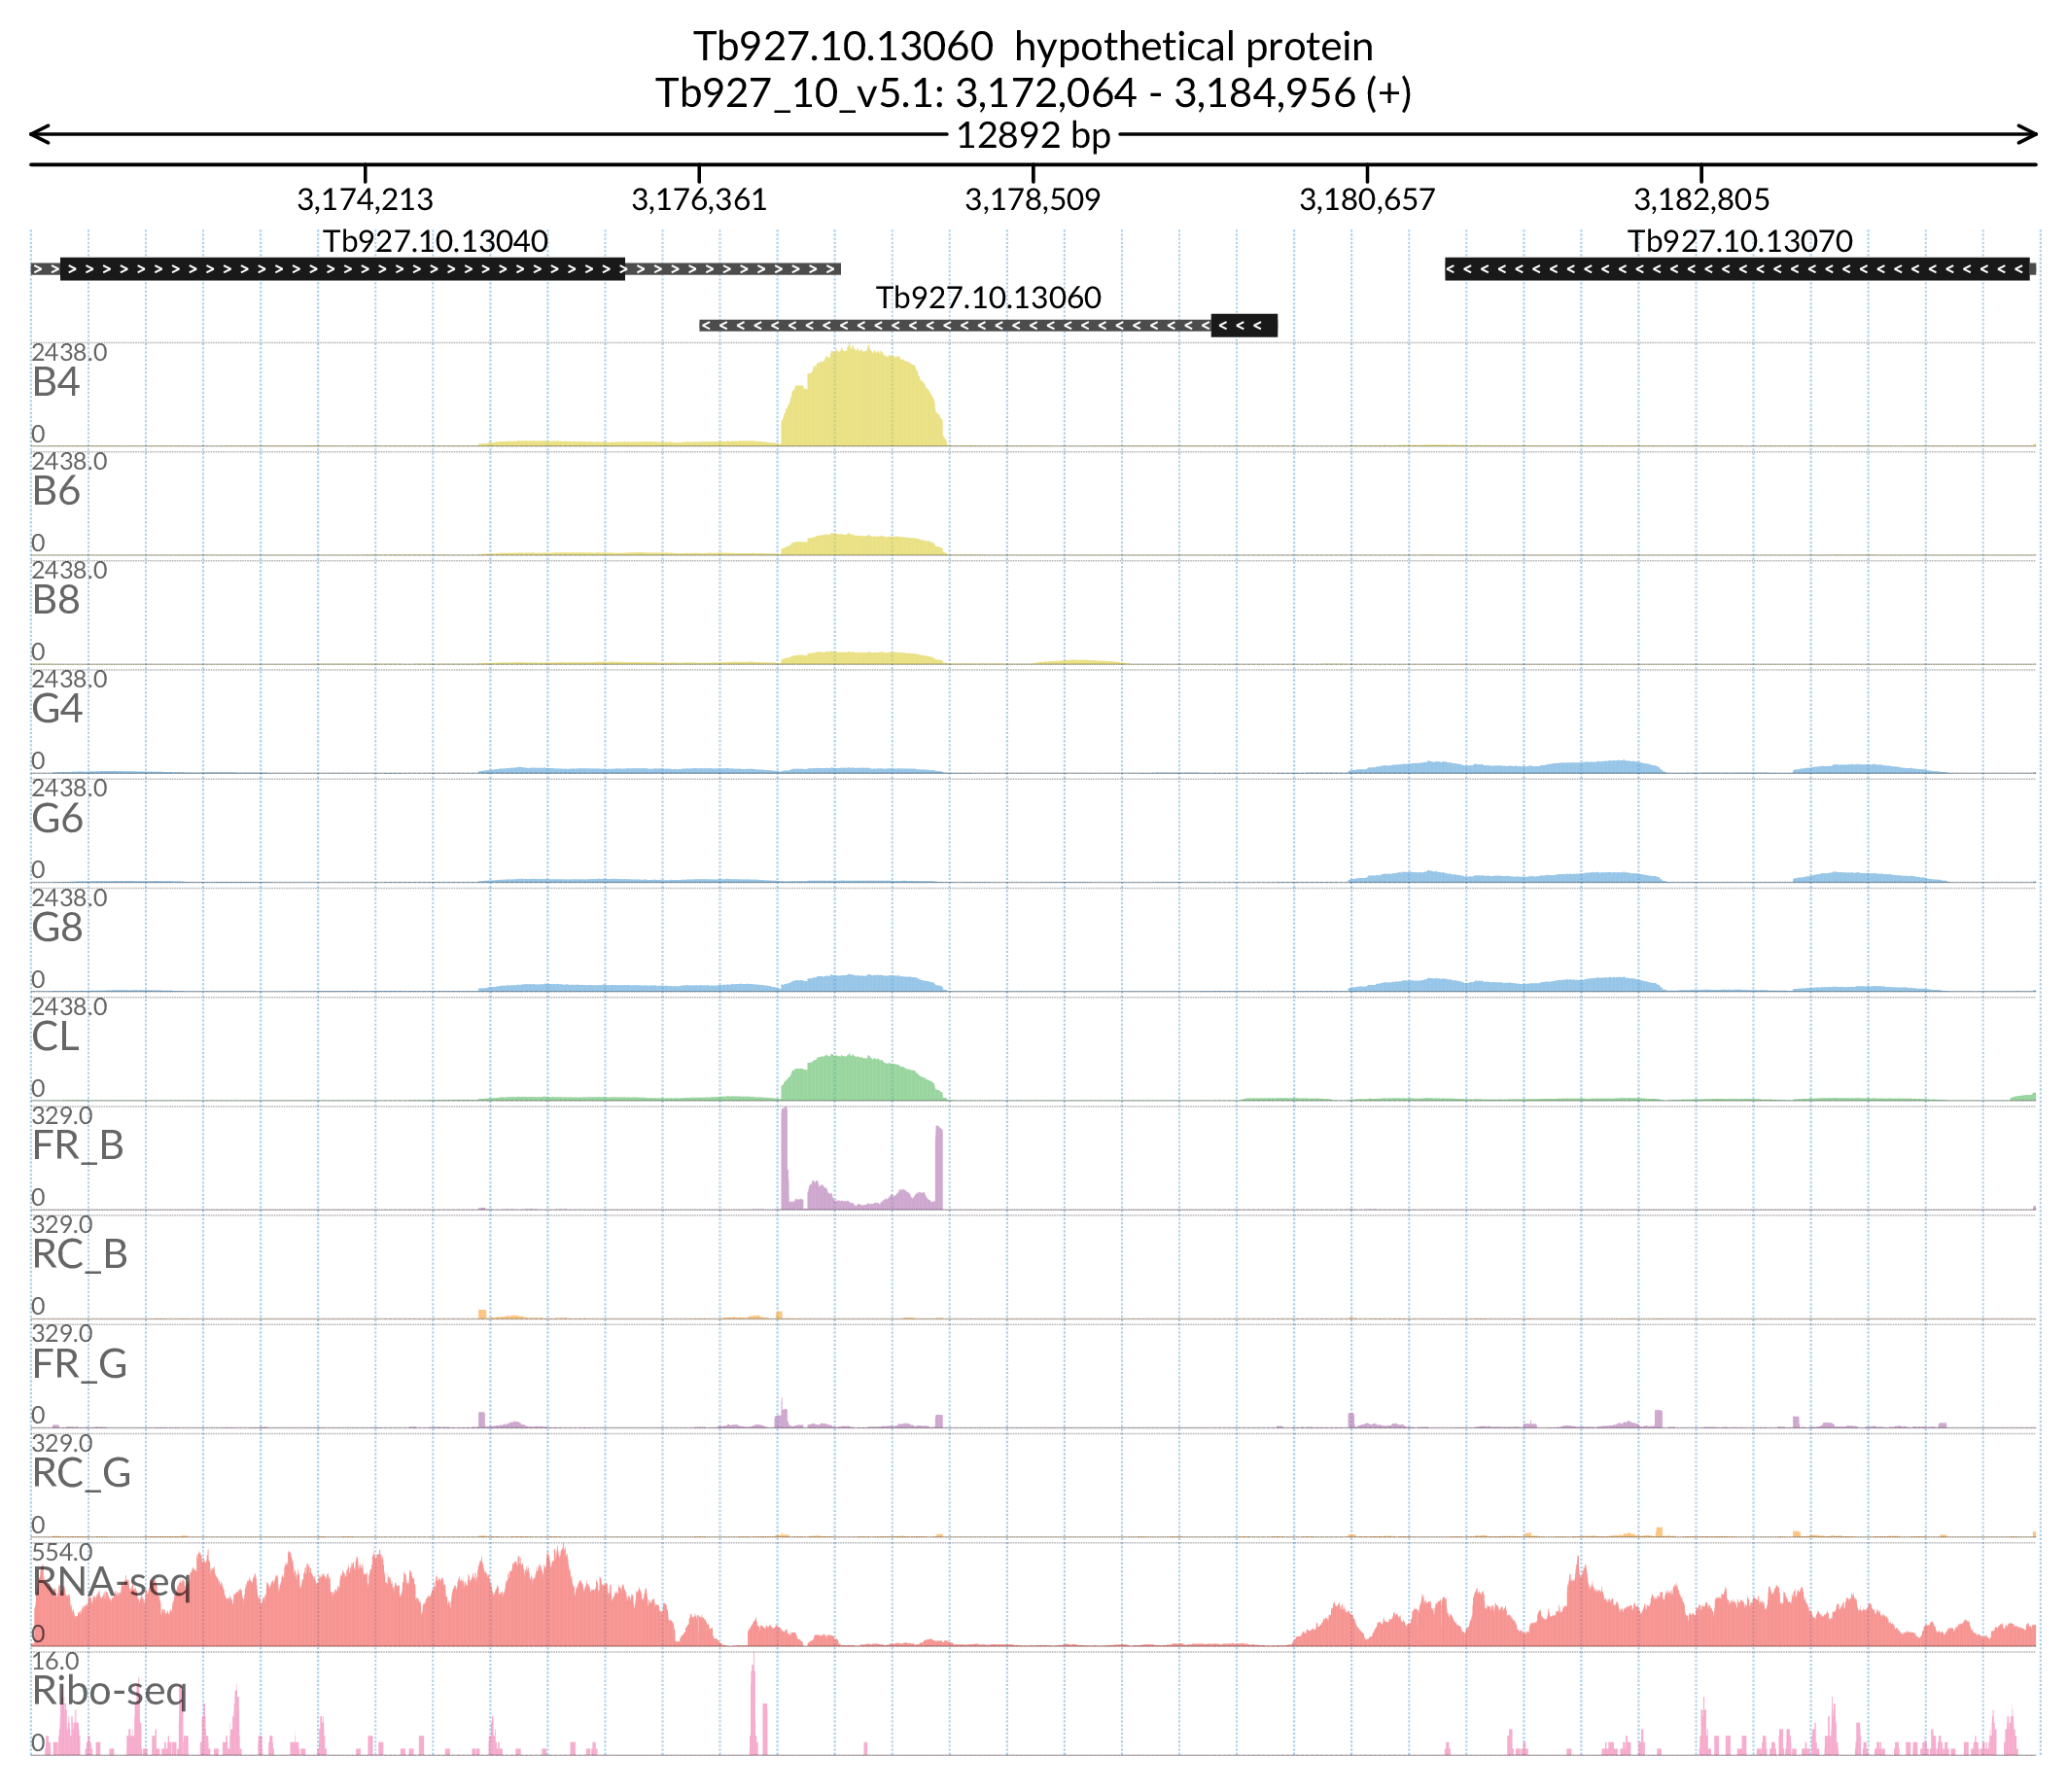 Tb927.10.13060  hypothetical protein
Tb927_10_v5.1: 3,172,064 - 3,184,956 (+)
12892 bp
3,174,213 3,176,361 3,178,509 3,180,657 3,182,805
Tb927.10.13040 Tb927.10.13070
Tb927.10.13060
2438.0
B4
0
2438.0
B6
0
2438.0
B8
0
2438.0
G4
0
2438.0
G6
0
2438.0
G8
0
2438.0
CL
0
329.0
FR_B
0
329.0
RC_B
0
329.0
FR_G
0
329.0
RC_G
0
554.0
RNA-seq
0
16.0
Ribo-seq
0